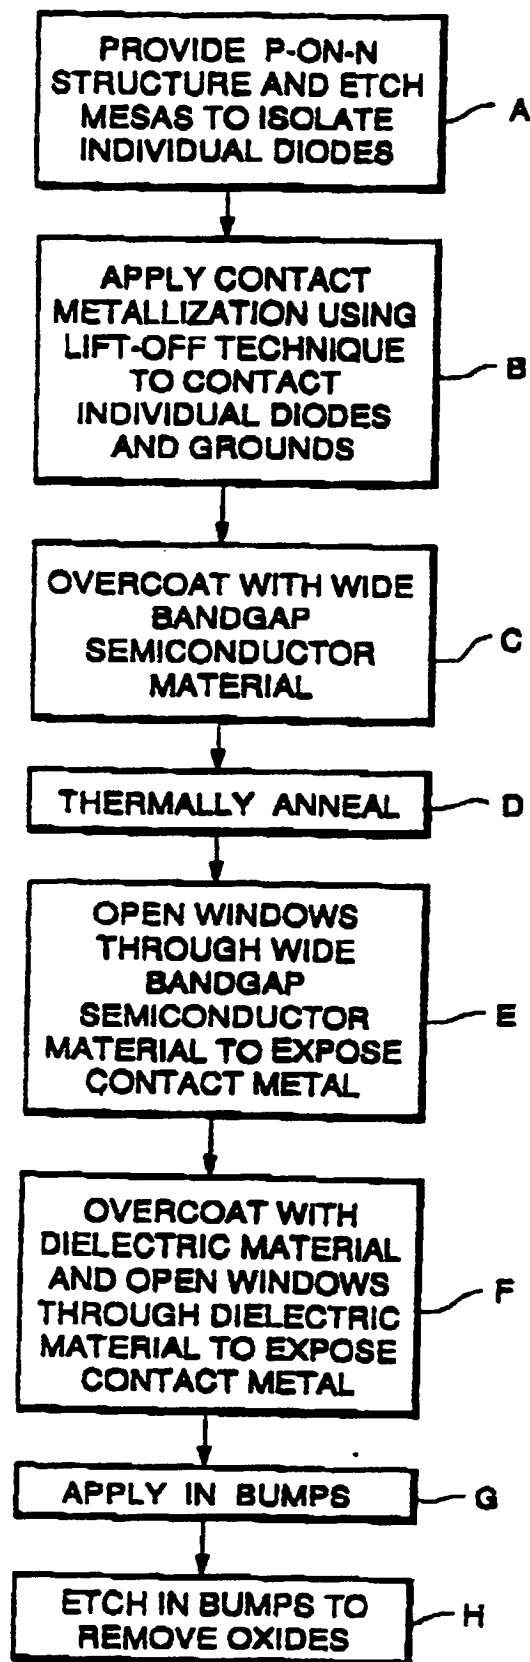 PROVIDE P-ON-N
STRUCTURE AND ETCH
MESAS TO ISOLATE
INDIVIDUAL DIODES
A
APPLY CONTACT
METALLIZATION USING
LIFT-OFF TECHNIQUE
TO CONTACT
INDIVIDUAL DIODES
AND GROUNDS
B
OVERCOAT WITH WIDE
BANDGAP
SEMICONDUCTOR
MATERIAL
C
THERMALLY ANNEAL
D
OPEN WINDOWS
THROUGH WIDE
BANDGAP
SEMICONDUCTOR
MATERIAL TO EXPOSE
CONTACT METAL
E
OVERCOAT WITH
DIELECTRIC MATERIAL
AND OPEN WINDOWS
THROUGH DIELECTRIC
MATERIAL TO EXPOSE
CONTACT METAL
F
APPLY IN BUMPS
G
ETCH IN BUMPS TO
REMOVE OXIDES
H